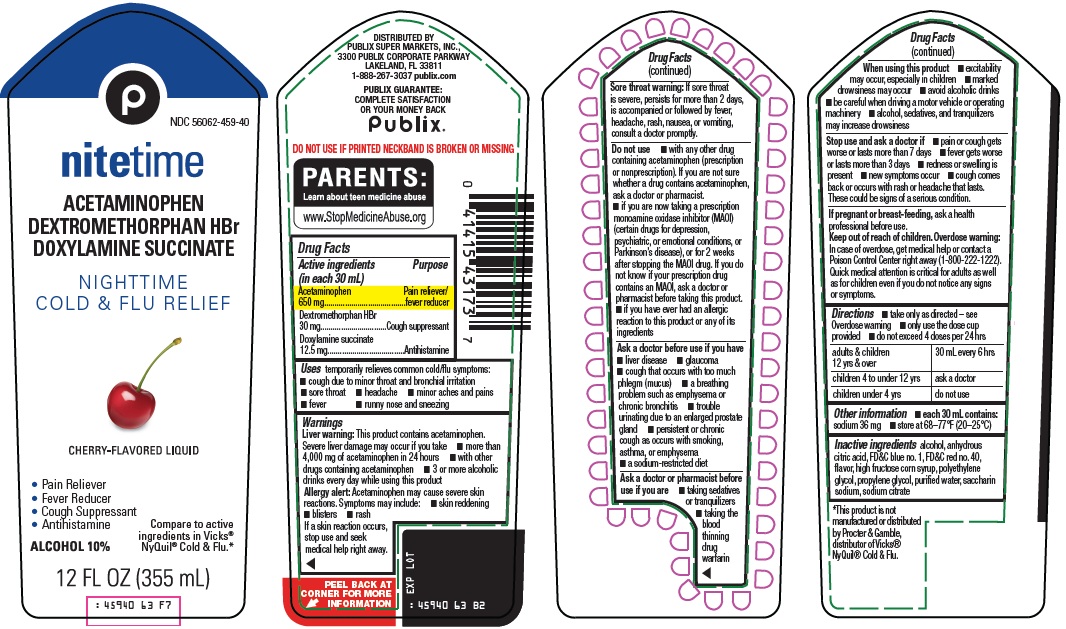 p
NDC 56062-459-40
nitetime
ACETAMINOPHEN
DEXTROMETHORPHAN HBr
DOXYLAMINE SUCCINATE
NIGHTTIME
COLD & FLU RELIEF
CHERRY-FLAVORED LIQUID
• Pain Reliever
• Fever Reducer
• Cough Suppressant
• Antihistamine
ALCOHOL 10%
Compare to active
ingredients in Vicks®
NyQuil® Cold & Flu.*
12 FL OZ (355 mL)
: 45940 63 F7
DISTRIBUTED BY
PUBLIX SUPER MARKETS, INC.,
3300 PUBLIX CORPORATE PARKWAY
LAKELAND, FL 33811
1-888-267-3037 publix.com
PUBLIX GUARANTEE:
COMPLETE SATISFACTION
OR YOUR MONEY BACK
Publix.
DO NOT USE IF PRINTED NECKBAND IS BROKEN OR MISSING
PARENTS:
Learn about teen medicine abuse
www.StopMedicineAbuse.org
0 41415 43173 7
Drug Facts
Active ingredients Purpose
(in each 30 mL)
Acetaminophen Pain reliever/
650 mg..............................fever reducer
Dextromethorphan HBr
30 mg..............................Cough suppressant
Doxylamine succinate
12.5 mg..............................Antihistamine
Uses temporarily relieves common cold/flu symptoms:
■ cough due to minor throat and bronchial irritation
■ sore throat ■ headache ■ minor aches and pains
■ fever ■ runny nose and sneezing
Warnings
Liver warning: This product contains acetaminophen.
Severe liver damage may occur if you take ■ more than
4,000 mg of acetaminophen in 24 hours ■ with other
drugs containing acetaminophen ■ 3 or more alcoholic
drinks every day while using this product
Allergy alert: Acetaminophen may cause severe skin
reactions. Symptoms may include: ■ skin reddening
■ blisters ■ rash
If a skin reaction occurs,
stop use and seek
medical help right away.
PEEL BACK AT
CORNER FOR MORE
INFORMATION
EXP LOT
: 45940 63 B2
Drug Facts
(continued)
Sore throat warning: If sore throat
is severe, persists for more than 2 days,
is accompanied or followed by fever,
headache, rash, nausea, or vomiting,
consult a doctor promptly.
Do not use ■ with any other drug
containing acetaminophen (prescription
or nonprescription). If you are not sure
whether a drug contains acetaminophen,
ask a doctor or pharmacist.
■ if you are now taking a prescription
monoamine oxidase inhibitor (MAOI)
(certain drugs for depression,
psychiatric, or emotional conditions, or
Parkinson's disease), or for 2 weeks
after stopping the MAOI drug. If you do
not know if your prescription drug
contains an MAOI, ask a doctor or
pharmacist before taking this product.
■ if you have ever had an allergic
reaction to this product or any of its
ingredients
Ask a doctor before use if you have
■ liver disease ■ glaucoma
■ cough that occurs with too much
phlegm (mucus) ■ a breathing
problem such as emphysema or
chronic bronchitis ■ trouble
urinating due to an enlarged prostate
gland ■ persistent or chronic
cough as occurs with smoking,
asthma, or emphysema
■ a sodium-restricted diet
Ask a doctor or pharmacist before
use if you are ■ taking sedatives
or tranquilizers
■ taking the
blood
thinning
drug
warfarin
Drug Facts
(continued)
When using this product ■ excitability
may occur, especially in children ■ marked
drowsiness may occur ■ avoid alcoholic drinks
■ be careful when driving a motor vehicle or operating
machinery ■ alcohol, sedatives, and tranquilizers
may increase drowsiness
Stop use and ask a doctor if ■ pain or cough gets
worse or lasts more than 7 days ■ fever gets worse
or lasts more than 3 days ■ redness or swelling is
present ■ new symptoms occur ■ cough comes
back or occurs with rash or headache that lasts.
These could be signs of a serious condition.
If pregnant or breast-feeding, ask a health
professional before use.
Keep out of reach of children. Overdose warning:
In case of overdose, get medical help or contact a
Poison Control Center right away (1-800-222-1222).
Quick medical attention is critical for adults as well
as for children even if you do not notice any signs
or symptoms.
Directions ■ take only as directed – see
Overdose warning ■ only use the dose cup
provided ■ do not exceed 4 doses per 24 hrs
adults & children 30 mL every 6 hrs
12 yrs & over
children 4 to under 12 yrs ask a doctor
children under 4 yrs do not use
Other information ■ each 30 mL contains:
sodium 36 mg ■ store at 68–77°F (20–25°C)
Inactive ingredients alcohol, anhydrous
citric acid, FD&C blue no. 1, FD&C red no. 40,
flavor, high fructose corn syrup, polyethylene
glycol, propylene glycol, purified water, saccharin
sodium, sodium citrate
*This product is not
manufactured or distributed
by Procter & Gamble,
distributor of Vicks®
NyQuil® Cold & Flu.